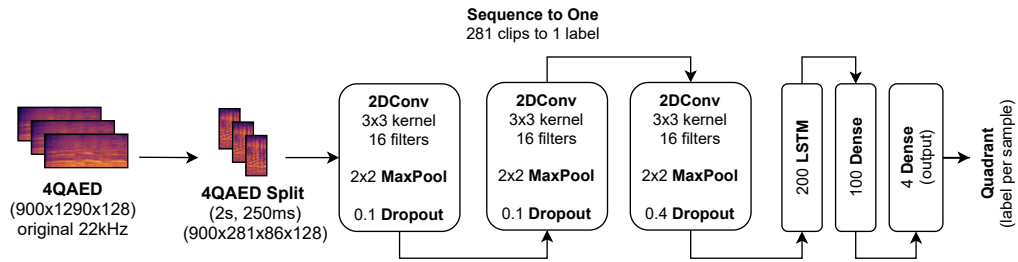 Sequence to One
281 clips to 1 label
4QAED
(900x1290x128)
original 22kHz
4QAED Split
(2s, 250ms)
(900x281x86x128)
2DConv
3x3 kernel
16 filters
2x2 MaxPool
0.1 Dropout
2DConv
3x3 kernel
16 filters
2x2 MaxPool
0.1 Dropout
2DConv
3x3 kernel
16 filters
2x2 MaxPool
0.4 Dropout
200 LSTM
100 Dense
4 Dense
(output)
Quadrant
(label per sample)